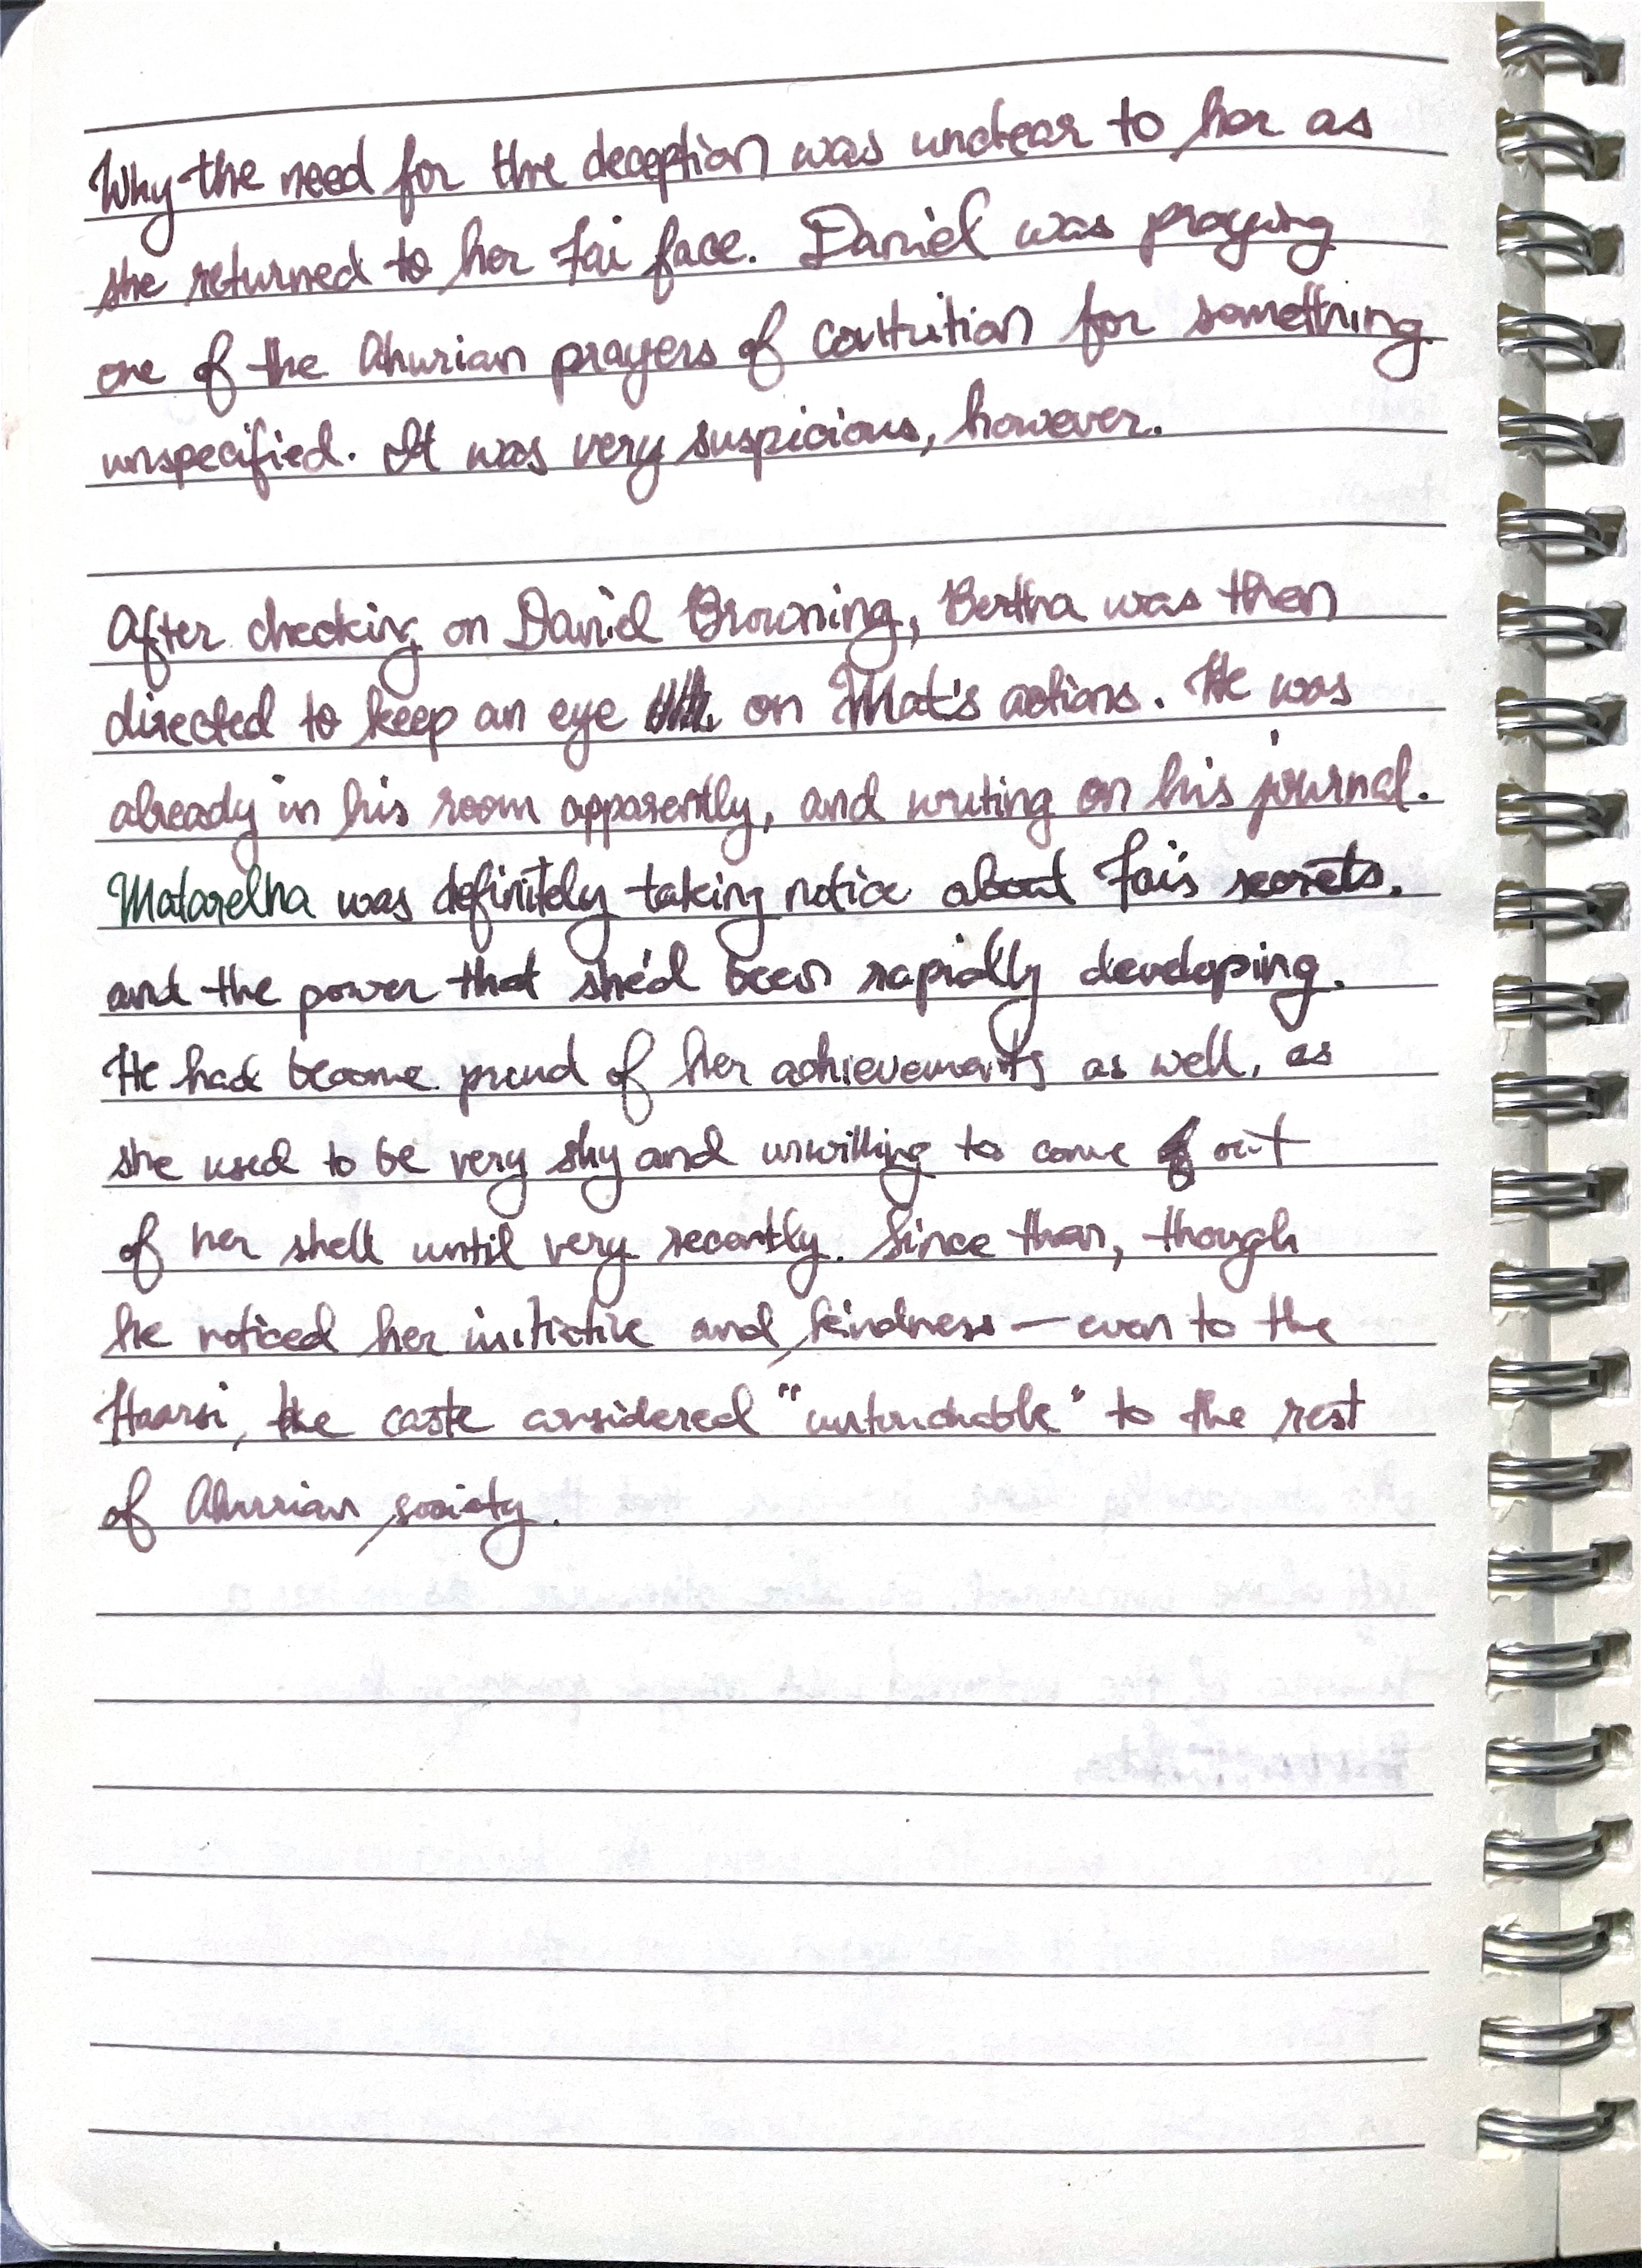 Why the need for the deception was unclear to her as
she returned to her Fai face. Daniel was praying
one of the Ahurian prayers of contrition for something
unspecified. It was very suspicious, however.
After checking on Daniel Browning, Bertha was then
directed to keep an eye on Mat's actions. He was
already in his room apparently, and writing on his journal.
Matarelha was definitely taking notice about Fai's secrets.
and the power that she'd been rapidly developing.
He had become proud of her achievements as well, as
she used to be very shy and unwilling to come out
of her shell until very recently. Since then, though
he noticed her initiative and kindness — even to the
Haarsi, the caste considered "untouchable" to the rest
of Ahurian society.